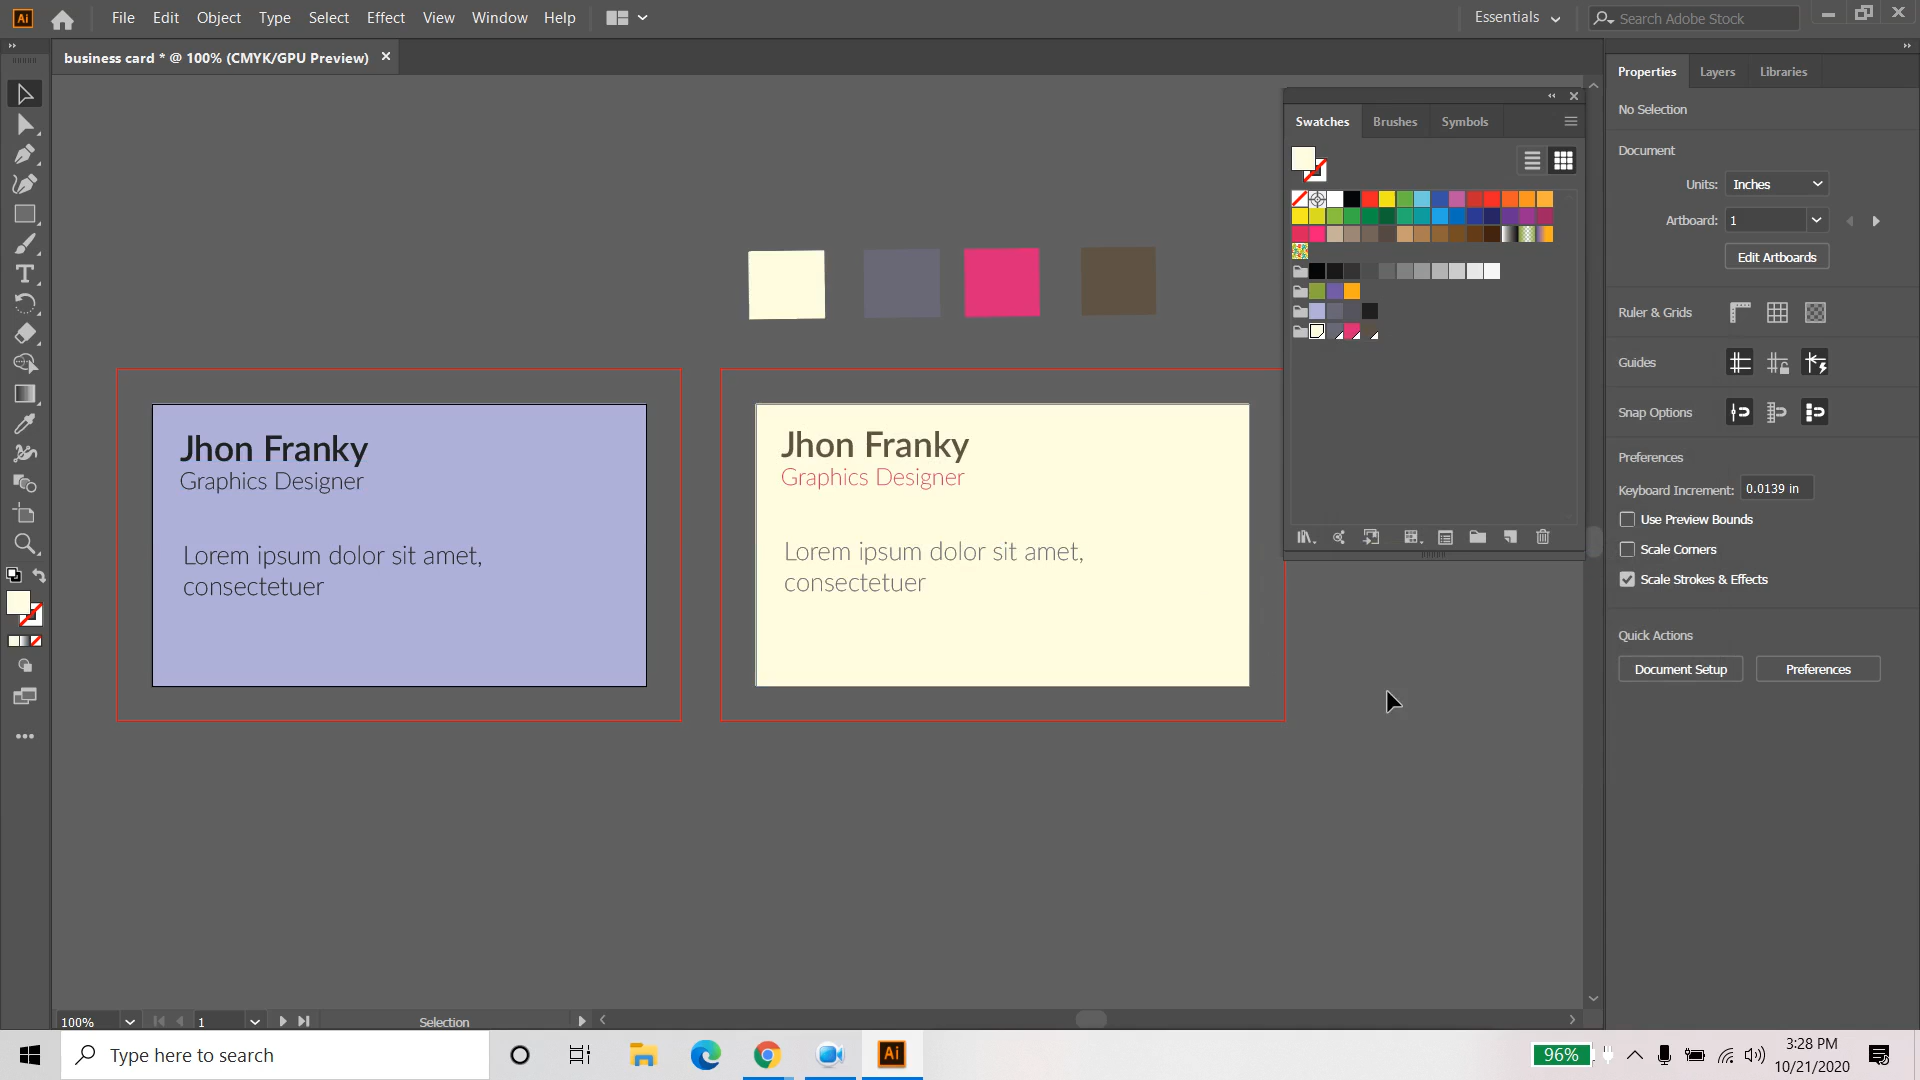 Ai File Edit Object Type Select Effect View Window Help Essentials Search Adobe Stock
business card * @ 100% (CMYK/GPU Preview)
Swatches Brushes Symbols
Properties Layers Libraries
No Selection
Document
Units: Inches
Artboard: 1
Edit Artboards
Ruler & Grids
Guides
Snap Options
Preferences
Keyboard Increment: 0.0139 in
Use Preview Bounds
Scale Corners
Scale Strokes & Effects
Quick Actions
Document Setup Preferences
Jhon Franky
Graphics Designer
Lorem ipsum dolor sit amet,
consectetuer
Jhon Franky
Graphics Designer
Lorem ipsum dolor sit amet,
consectetuer
100% 1 Selection
Type here to search
Ai
96%
3:28 PM
10/21/2020